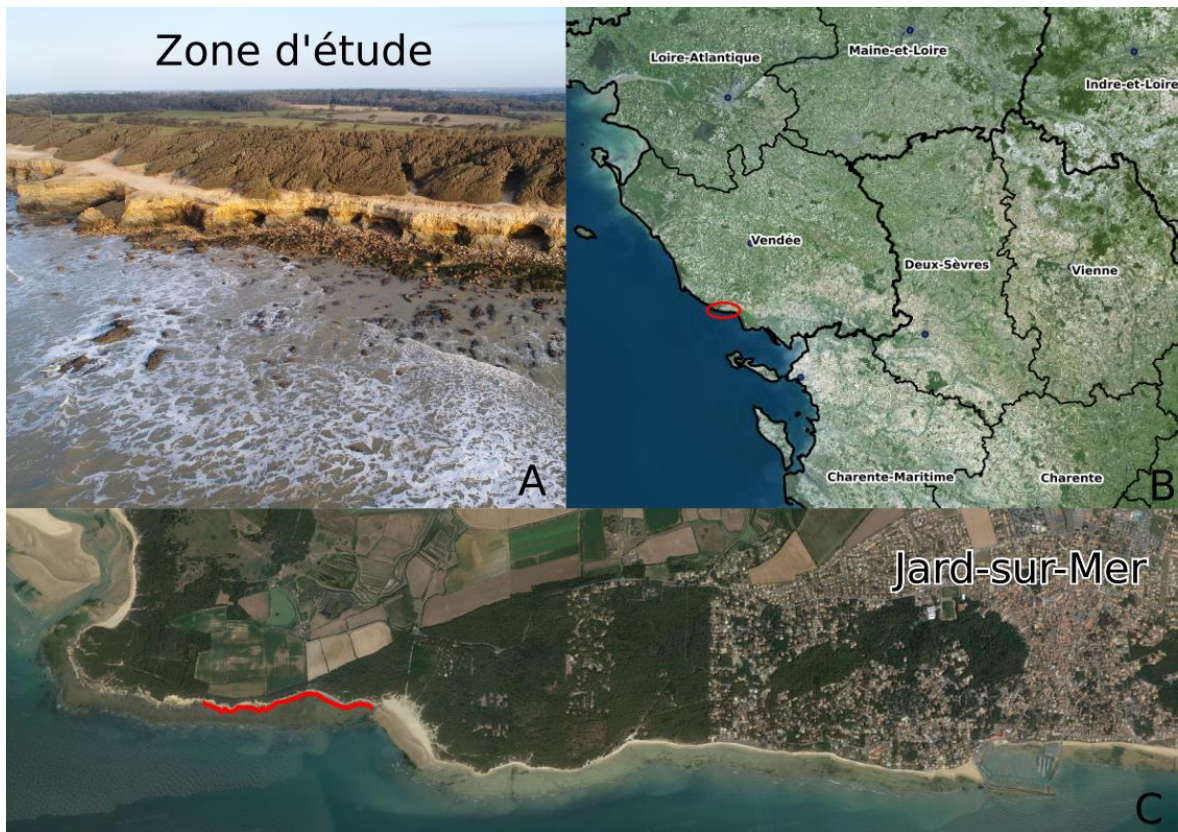 Zone d'étude
A
Loire-Atlantique
Maine-et-Loire
Indre-et-Loire
Vendée
Deux-Sèvres
Vienne
Charente-Maritime
Charente
B
Jard-sur-Mer
C